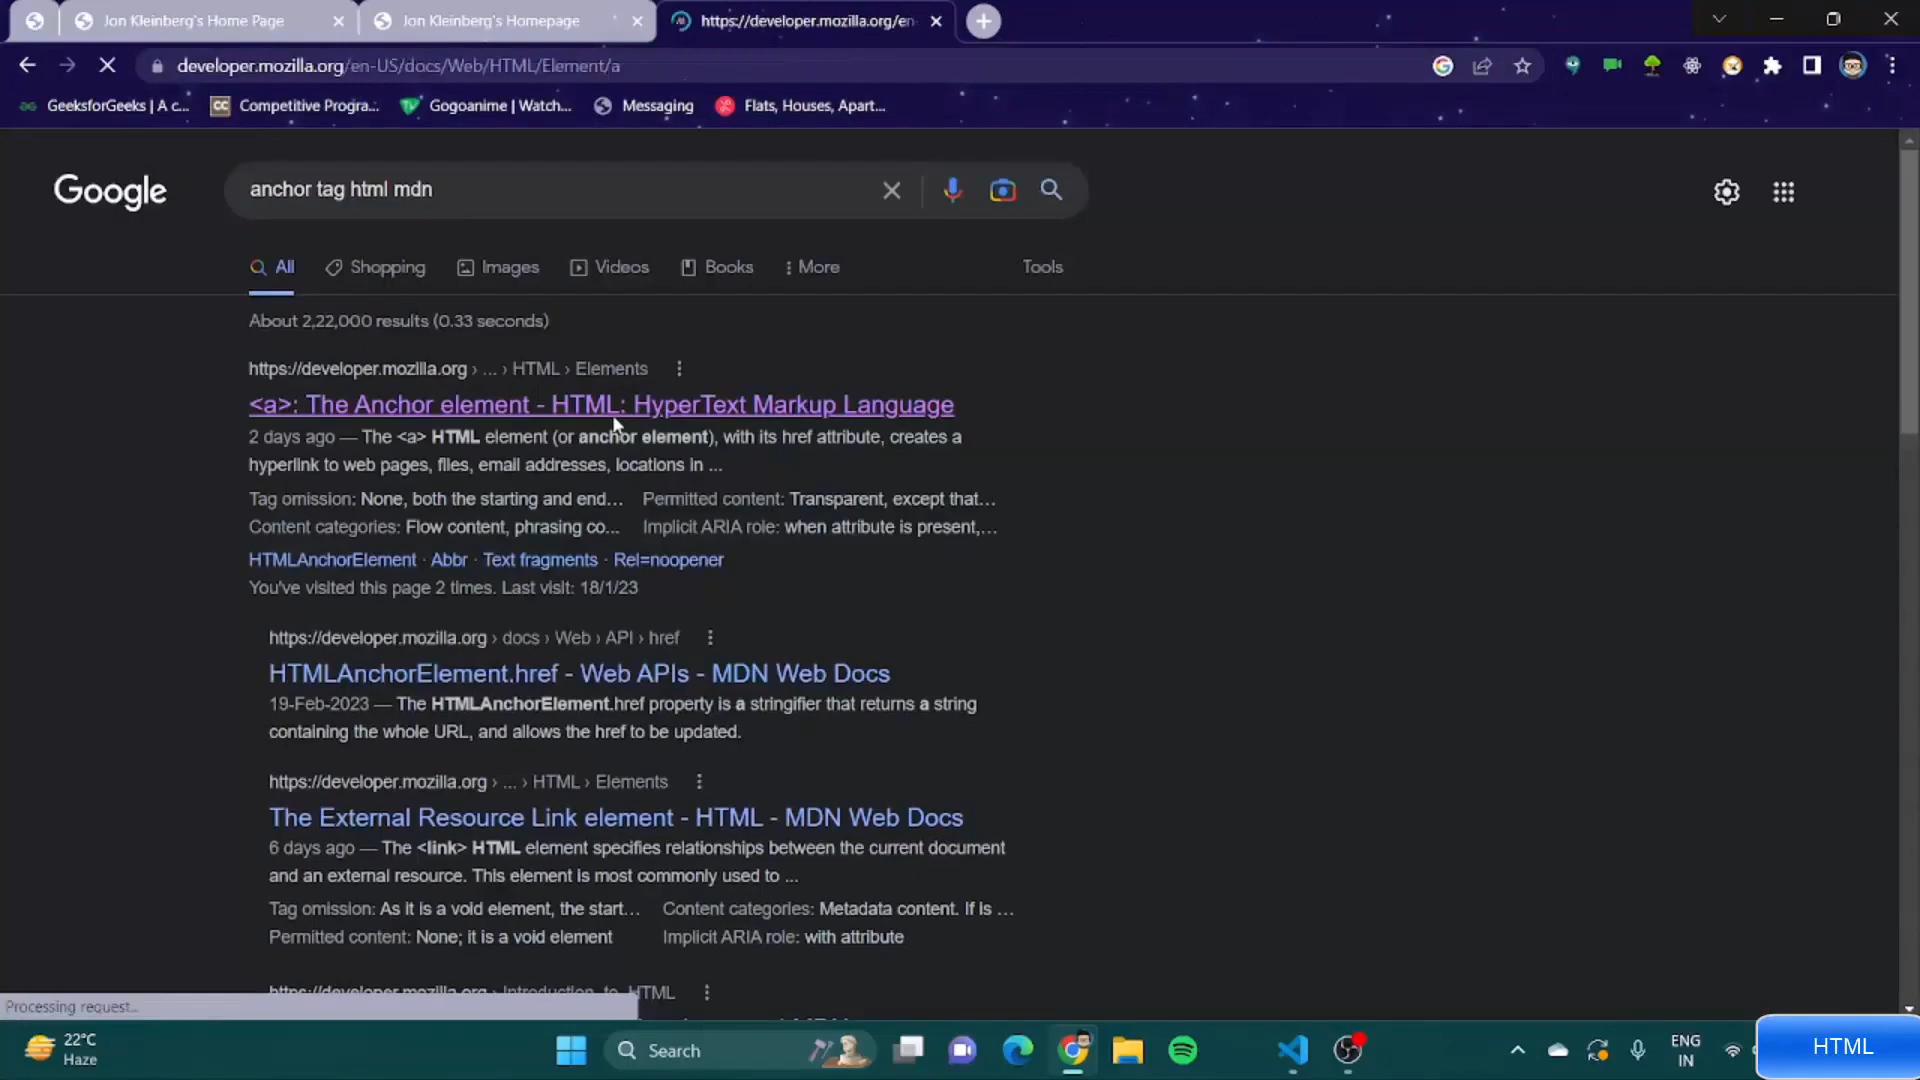 Jon Kleinberg's Home Page
Jon Kleinberg's Homepage
https://developer.mozilla.org/en-
developer.mozilla.org/en-US/docs/Web/HTML/Element/a
GeeksforGeeks | A c...
CC Competitive Progra...
Gogoanime | Watch...
Messaging
Flats, Houses, Apart...
Google
anchor tag html mdn
All
Shopping
Images
Videos
Books
More
Tools
About 2,22,000 results (0.33 seconds)
https://developer.mozilla.org › ... › HTML › Elements
<a>: The Anchor element - HTML: HyperText Markup Language
2 days ago — The <a> HTML element (or anchor element), with its href attribute, creates a
hyperlink to web pages, files, email addresses, locations in ...
Tag omission: None, both the starting and end... Permitted content: Transparent, except that...
Content categories: Flow content, phrasing co... Implicit ARIA role: when attribute is present,...
HTMLAnchorElement · Abbr · Text fragments · Rel=noopener
You've visited this page 2 times. Last visit: 18/1/23
https://developer.mozilla.org › docs › Web › API › href
HTMLAnchorElement.href - Web APIs - MDN Web Docs
19-Feb-2023 — The HTMLAnchorElement.href property is a stringifier that returns a string
containing the whole URL, and allows the href to be updated.
https://developer.mozilla.org › ... › HTML › Elements
The External Resource Link element - HTML - MDN Web Docs
6 days ago — The <link> HTML element specifies relationships between the current document
and an external resource. This element is most commonly used to ...
Tag omission: As it is a void element, the start... Content categories: Metadata content. If is ...
Permitted content: None; it is a void element Implicit ARIA role: with attribute
https://developer.mozilla.org › Introduction_to_HTML
Processing request...
22°C
Haze
Search
ENG
IN
HTML